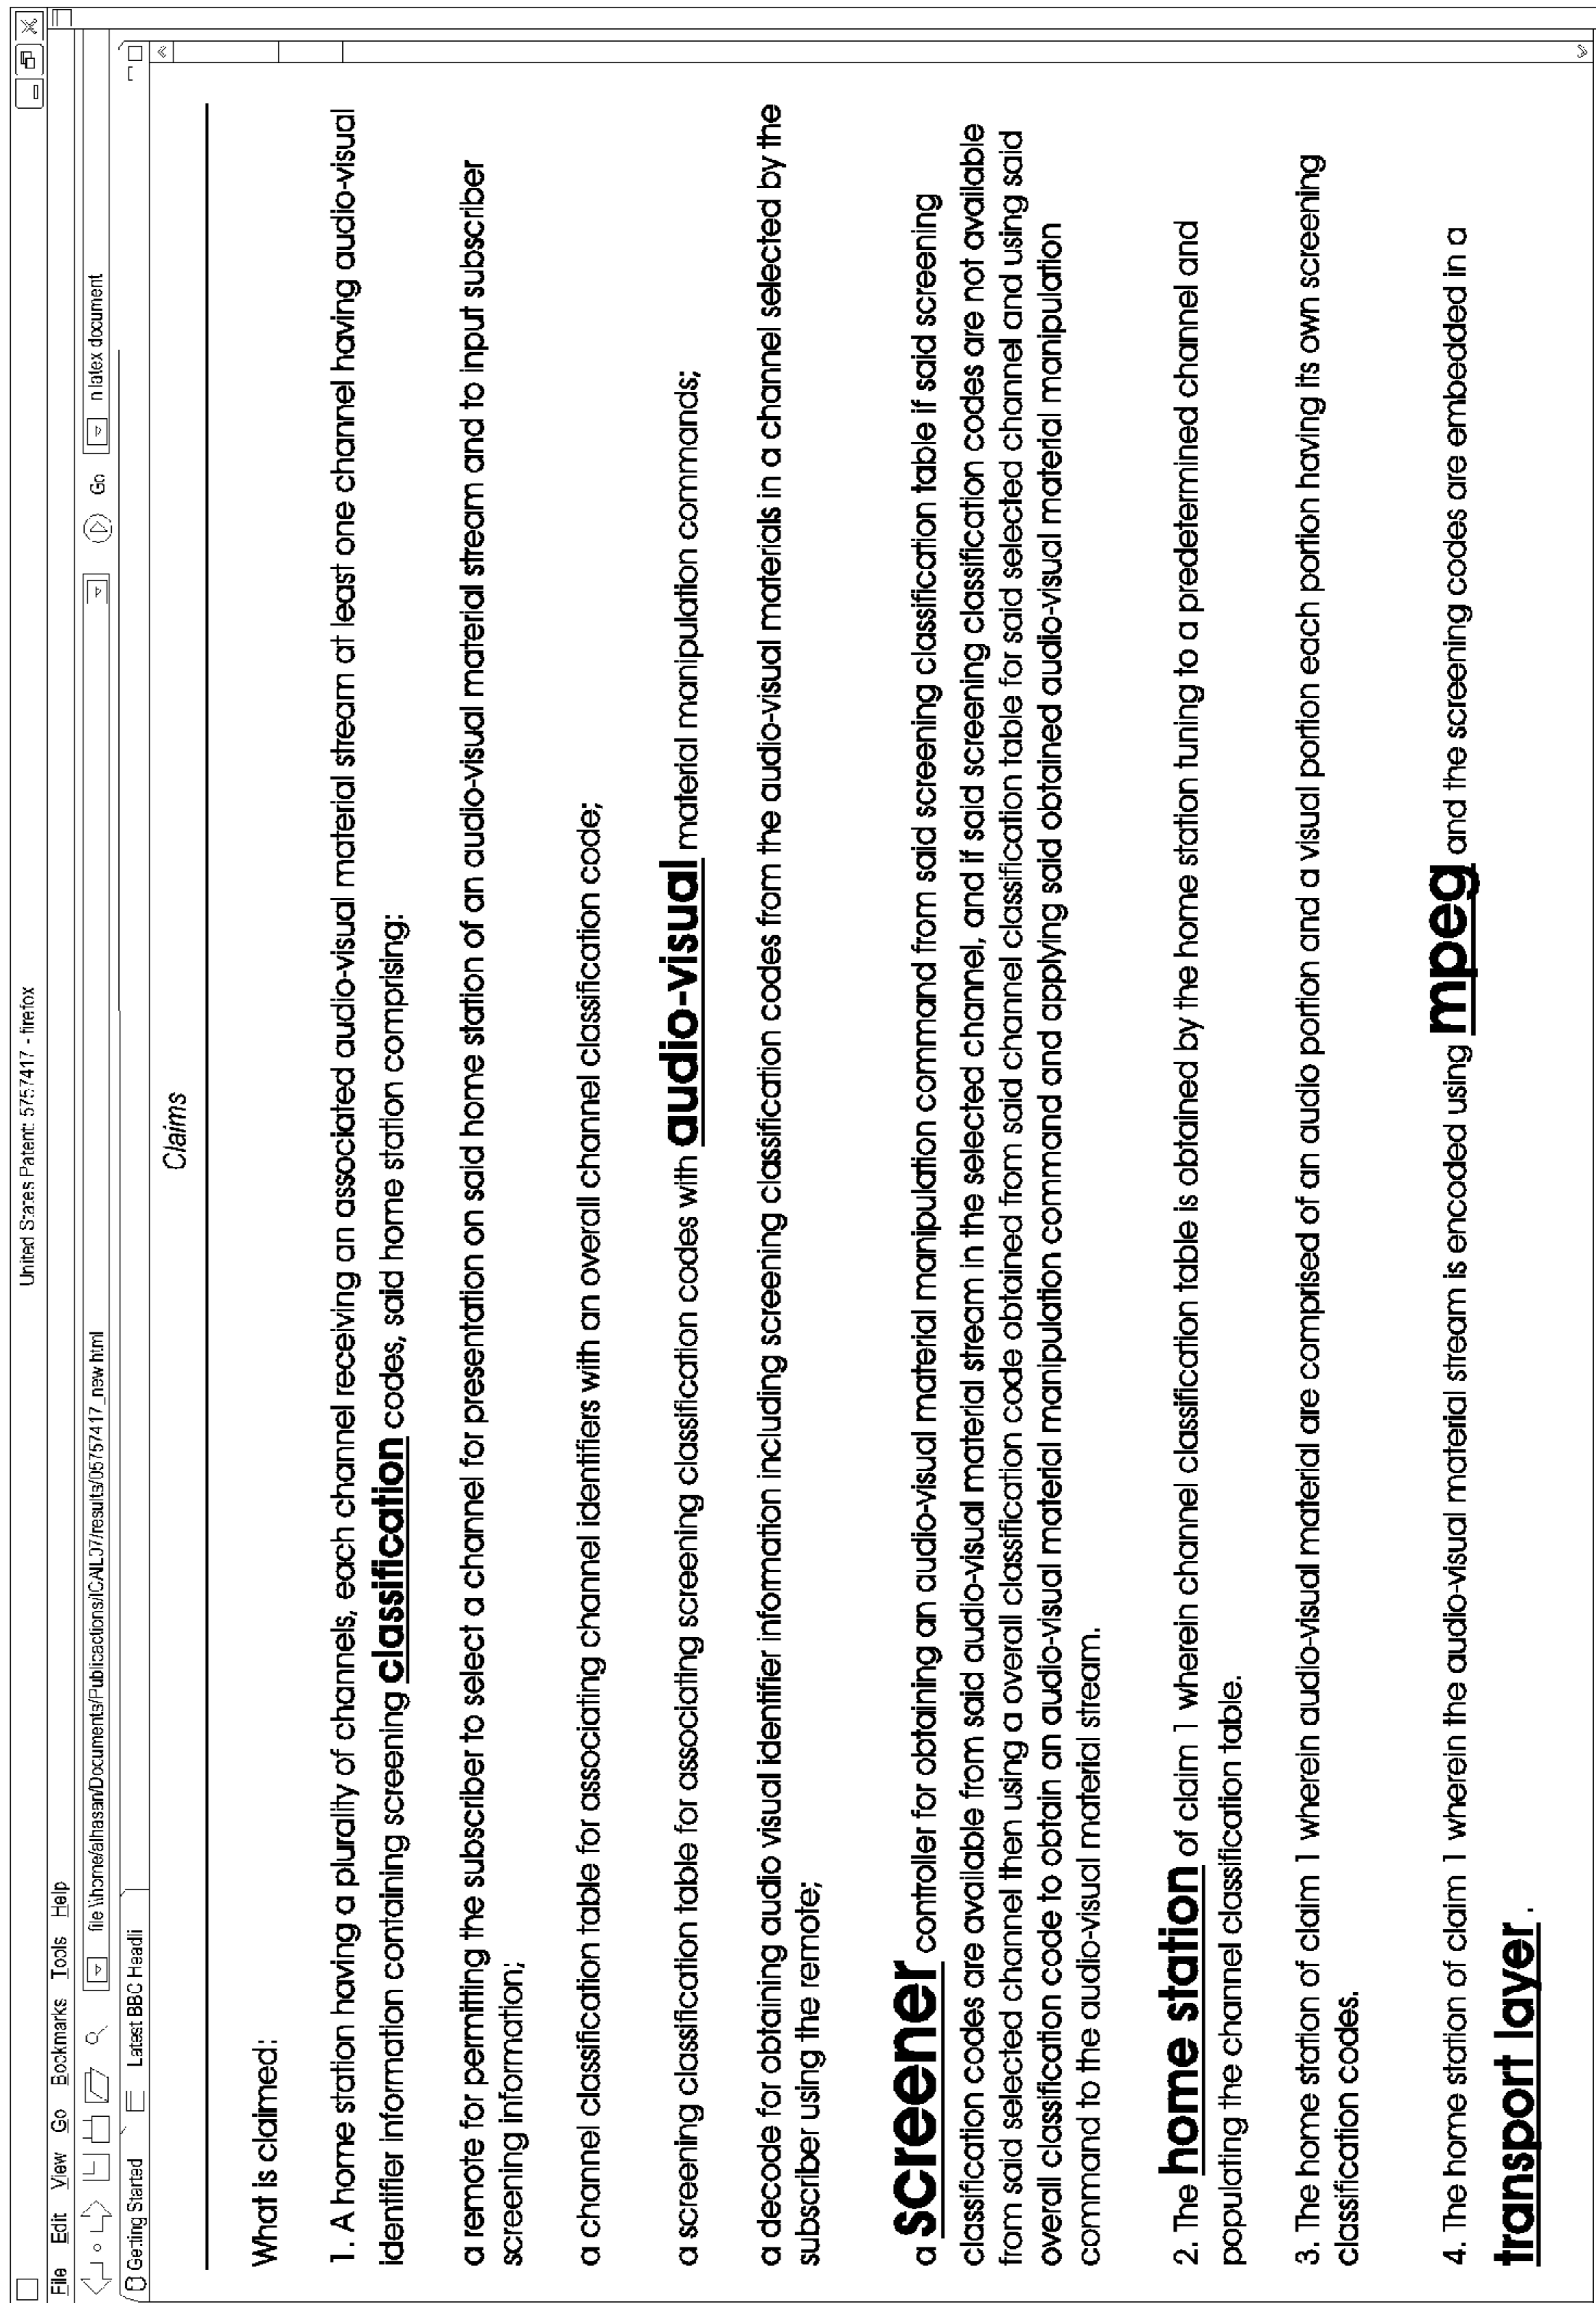 United States Patent: 5757417 - firefox
File Edit View Go Bookmarks Tools Help
file \\home/alhasan/Documents/Publicactions/ICAIL07/results/05757417_new html Go n latex document
Getting Started Latest BBC Headli
Claims
What is claimed:
1. A home station having a plurality of channels, each channel receiving an associated audio-visual material stream at least one channel having audio-visual
identifier information containing screening classification codes, said home station comprising:
a remote for permitting the subscriber to select a channel for presentation on said home station of an audio-visual material stream and to input subscriber
screening information;
a channel classification table for associating channel identifiers with an overall channel classification code;
a screening classification table for associating screening classification codes with audio-visual material manipulation commands;
a decode for obtaining audio visual identifier information including screening classification codes from the audio-visual materials in a channel selected by the
subscriber using the remote;
a screener controller for obtaining an audio-visual material manipulation command from said screening classification table if said screening
classification codes are available from said audio-visual material stream in the selected channel, and if said screening classification codes are not available
from said selected channel then using a overall classification code obtained from said channel classification table for said selected channel and using said
overall classification code to obtain an audio-visual material manipulation command and applying said obtained audio-visual material manipulation
command to the audio-visual material stream.
2. The home station of claim 1 wherein channel classification table is obtained by the home station tuning to a predetermined channel and
populating the channel classification table.
3. The home station of claim 1 wherein audio-visual material are comprised of an audio portion and a visual portion each portion having its own screening
classification codes.
4. The home station of claim 1 wherein the audio-visual material stream is encoded using mpeg and the screening codes are embedded in a
transport layer.